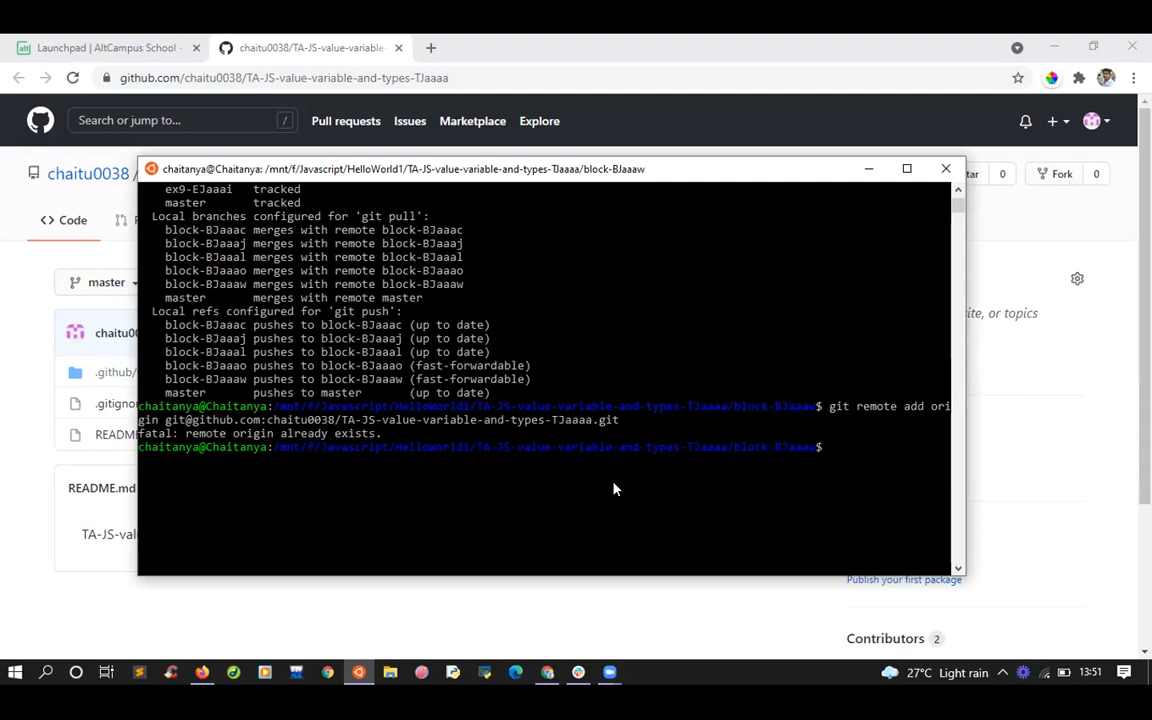 Launchpad | AltCampus School -
chaitu0038/TA-JS-value-variable-
github.com/chaitu0038/TA-JS-value-variable-and-types-TJaaaa
Search or jump to...
/
Pull requests
Issues
Marketplace
Explore
chaitu0038 /
tar 0
Fork 0
<> Code
master
chaitu00
.github/
.gitignore
README.md
TA-JS-val
chaitanya@Chaitanya: /mnt/f/Javascript/HelloWorld1/TA-JS-value-variable-and-types-TJaaaa/block-BJaaaw
ex9-EJaaai tracked
master tracked
Local branches configured for 'git pull':
block-BJaaac merges with remote block-BJaaac
block-BJaaaj merges with remote block-BJaaaj
block-BJaaal merges with remote block-BJaaal
block-BJaaao merges with remote block-BJaaao
block-BJaaaw merges with remote block-BJaaaw
master merges with remote master
Local refs configured for 'git push':
block-BJaaac pushes to block-BJaaac (up to date)
block-BJaaaj pushes to block-BJaaaj (up to date)
block-BJaaal pushes to block-BJaaal (up to date)
block-BJaaao pushes to block-BJaaao (fast-forwardable)
block-BJaaaw pushes to block-BJaaaw (fast-forwardable)
master pushes to master (up to date)
chaitanya@Chaitanya:/mnt/f/Javascript/HelloWorld1/TA-JS-value-variable-and-types-TJaaaa/block-BJaaaw$ git remote add ori
gin git@github.com:chaitu0038/TA-JS-value-variable-and-types-TJaaaa.git
fatal: remote origin already exists.
chaitanya@Chaitanya:/mnt/f/Javascript/HelloWorld1/TA-JS-value-variable-and-types-TJaaaa/block-BJaaaw$
site, or topics
Publish your first package
Contributors 2
27°C Light rain
13:51